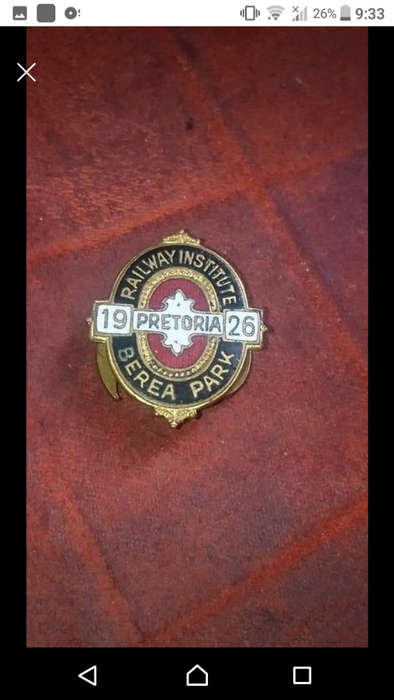 26% 9:33
RAILWAY INSTITUTE
19 PRETORIA 26
BEREA PARK